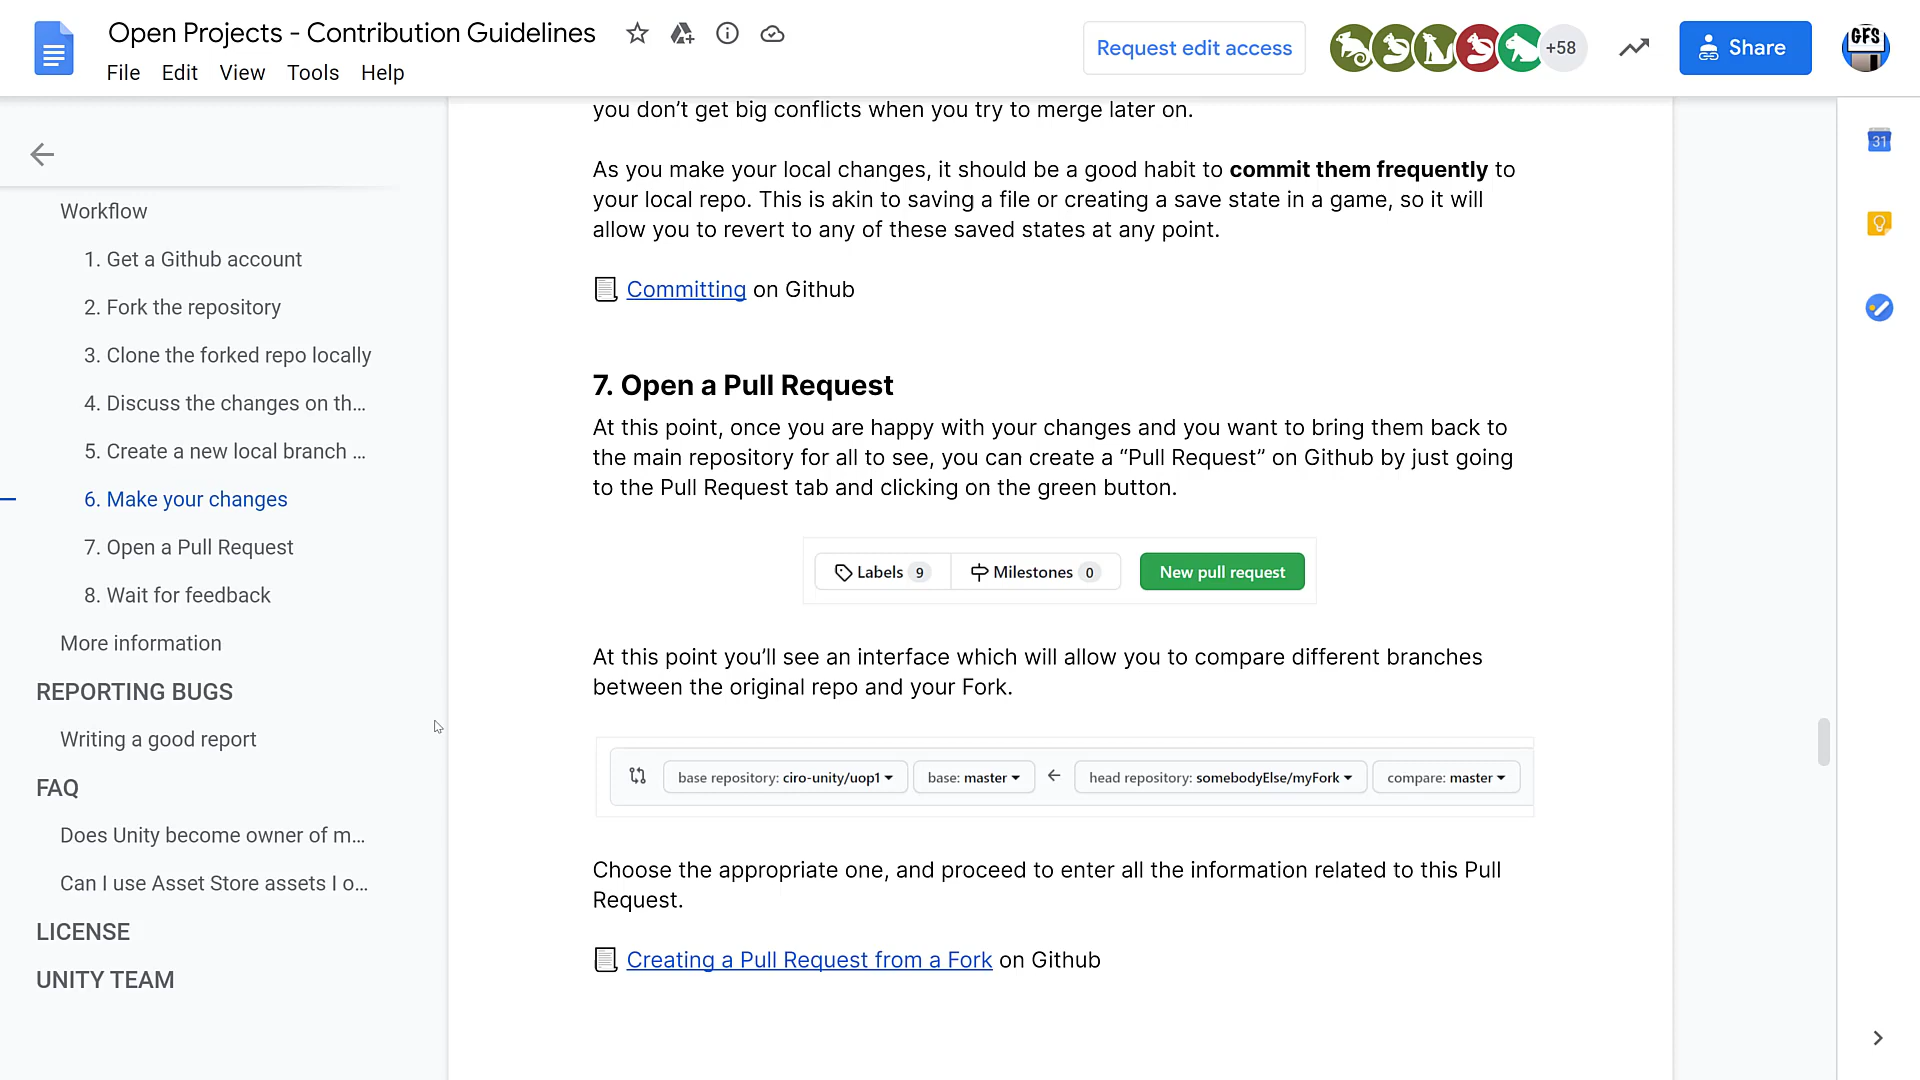 Open Projects - Contribution Guidelines
File Edit View Tools Help
Request edit access
+58
Share
GFS
Workflow
1. Get a Github account
2. Fork the repository
3. Clone the forked repo locally
4. Discuss the changes on th...
5. Create a new local branch ...
6. Make your changes
7. Open a Pull Request
8. Wait for feedback
More information
REPORTING BUGS
Writing a good report
FAQ
Does Unity become owner of m...
Can I use Asset Store assets I o...
LICENSE
UNITY TEAM
you don’t get big conflicts when you try to merge later on.
As you make your local changes, it should be a good habit to commit them frequently to
your local repo. This is akin to saving a file or creating a save state in a game, so it will
allow you to revert to any of these saved states at any point.
Committing on Github
7. Open a Pull Request
At this point, once you are happy with your changes and you want to bring them back to
the main repository for all to see, you can create a “Pull Request” on Github by just going
to the Pull Request tab and clicking on the green button.
Labels 9 Milestones 0 New pull request
At this point you’ll see an interface which will allow you to compare different branches
between the original repo and your Fork.
base repository: ciro-unity/uop1 base: master head repository: somebodyElse/myFork compare: master
Choose the appropriate one, and proceed to enter all the information related to this Pull
Request.
Creating a Pull Request from a Fork on Github
31